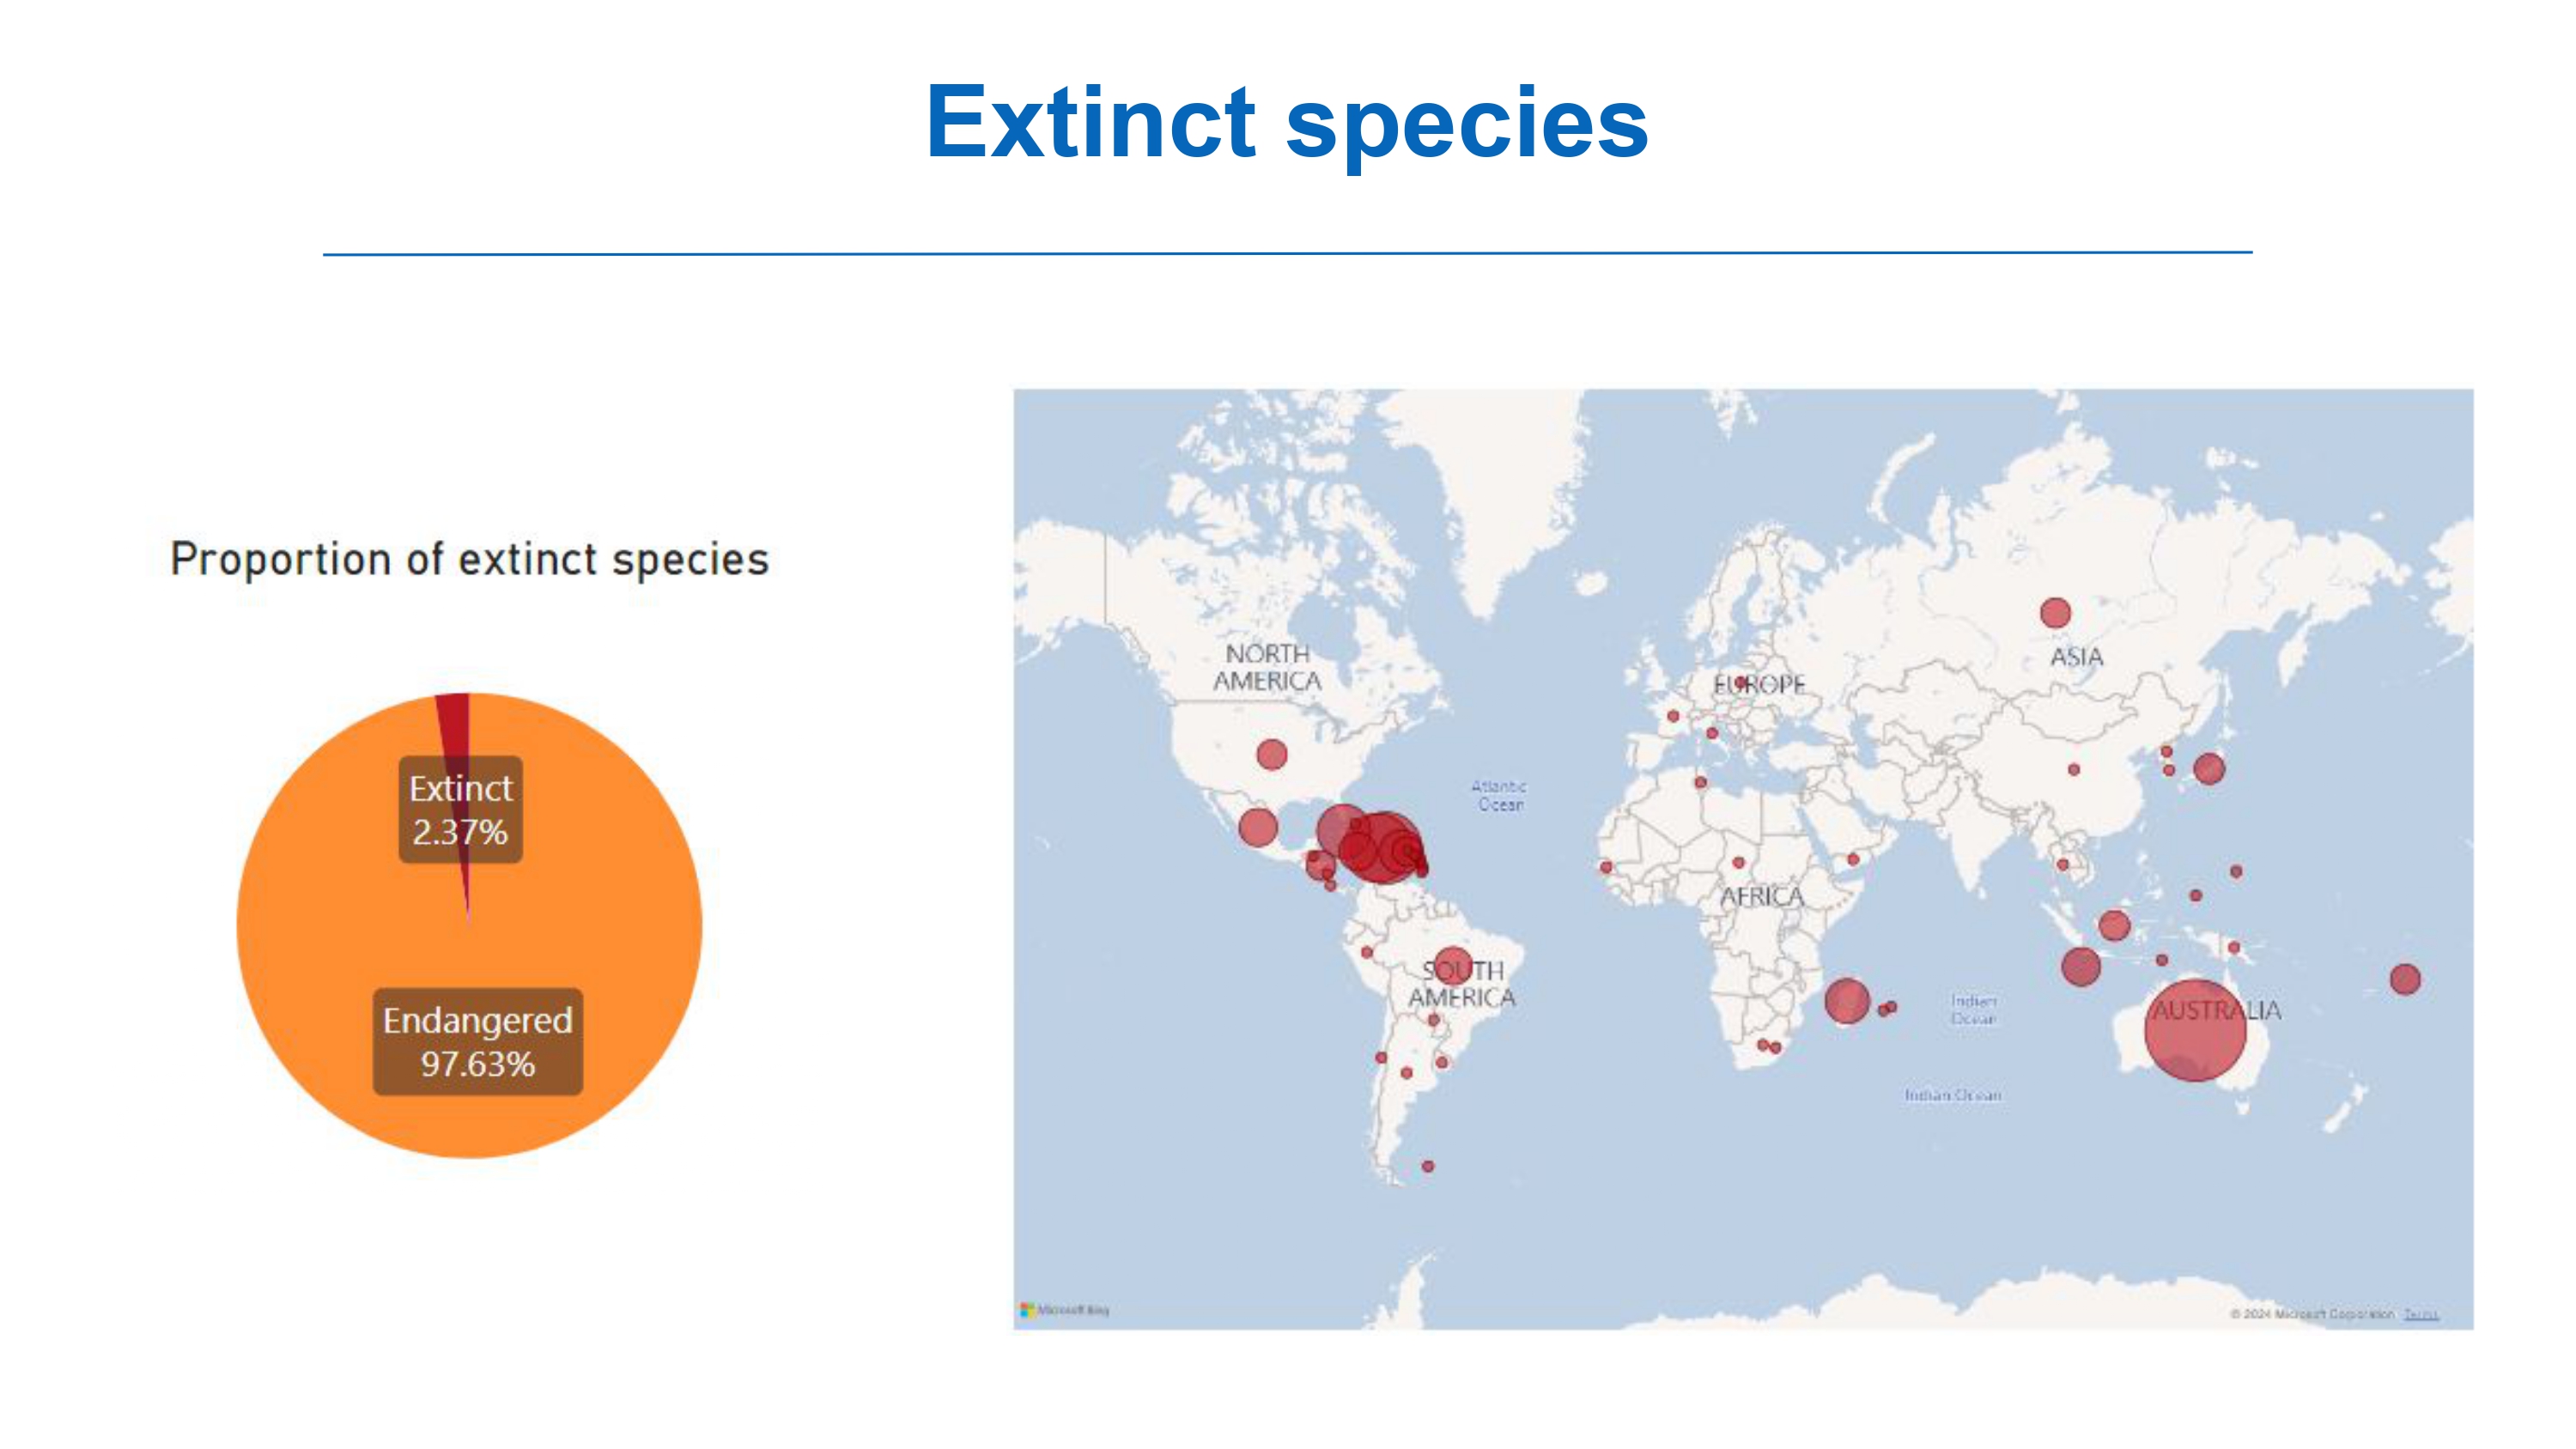 Extinct species
Proportion of extinct species
Extinct
2.37%
Endangered
97.63%
NORTH
AMERICA
EUROPE
ASIA
Atlantic
Ocean
AFRICA
SOUTH
AMERICA
Indian
Ocean
AUSTRALIA
Indian Ocean
Microsoft Bing
© 2024 Microsoft Corporation Terms